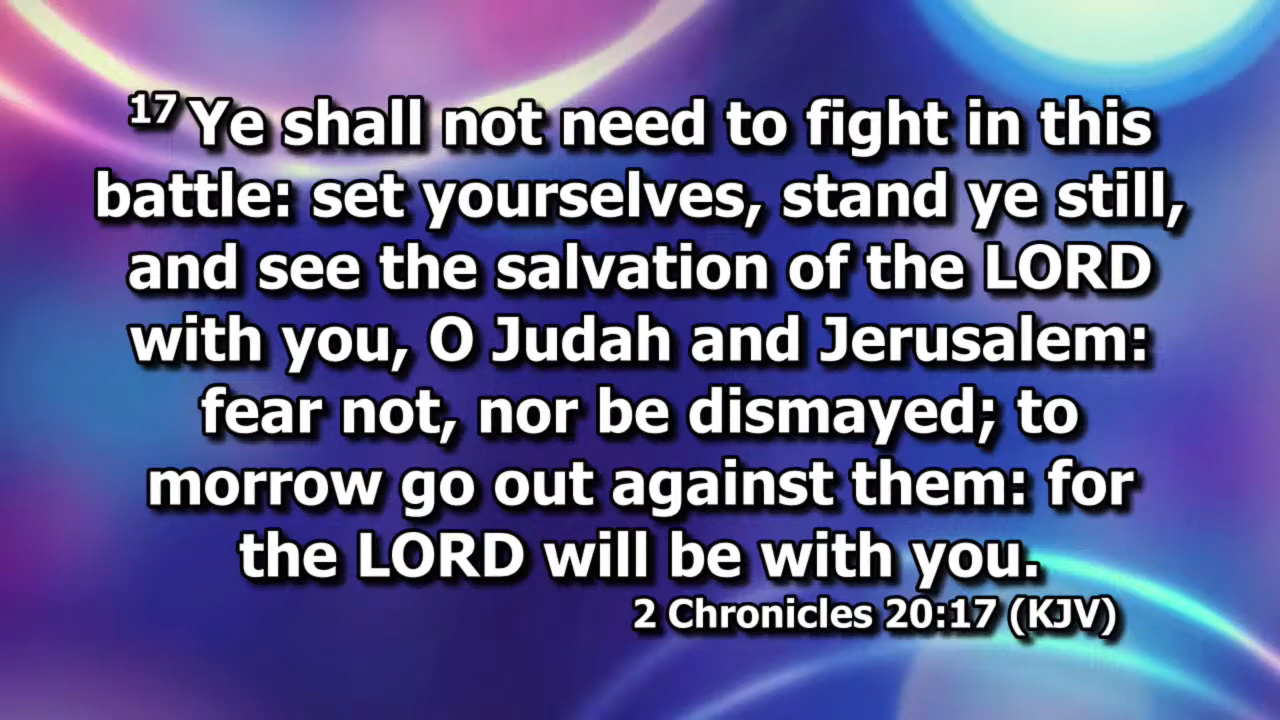 17 Ye shall not need to fight in this
battle: set yourselves, stand ye still,
and see the salvation of the LORD
with you, O Judah and Jerusalem:
fear not, nor be dismayed; to
morrow go out against them: for
the LORD will be with you.
2 Chronicles 20:17 (KJV)